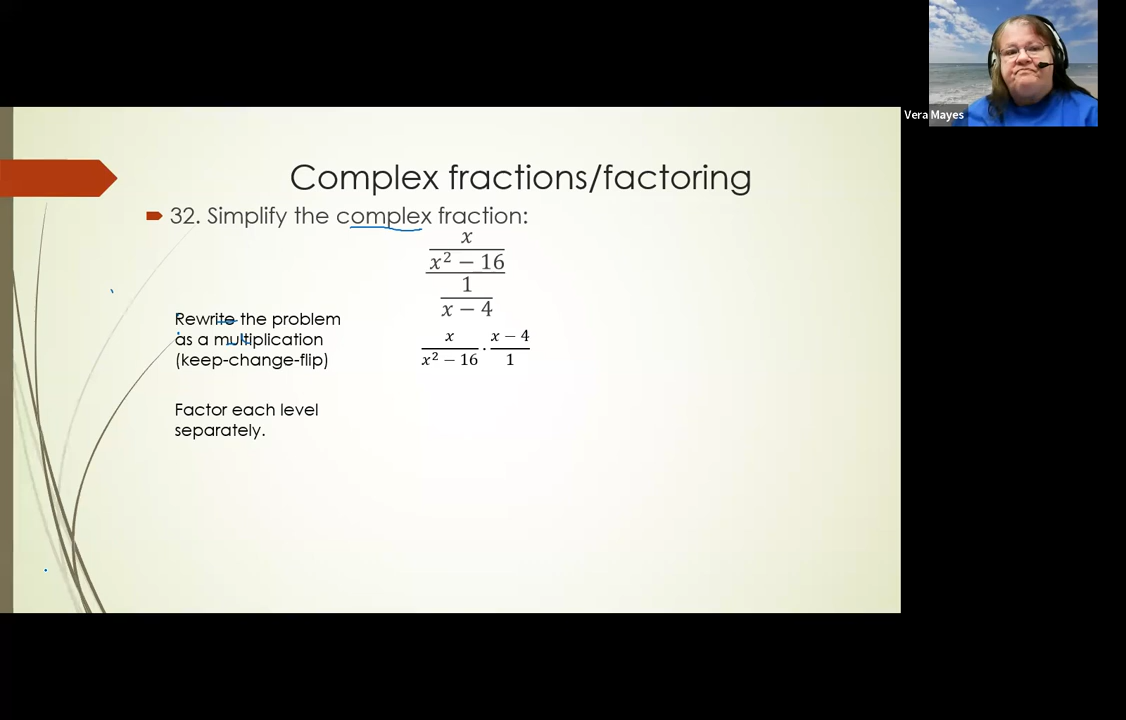 Vera Mayes
Complex fractions/factoring
32. Simplify the complex fraction:
x
x² − 16
1
x − 4
Rewrite the problem
as a multiplication
(keep-change-flip)
x/(x² − 16) · (x − 4)/1
Factor each level
separately.